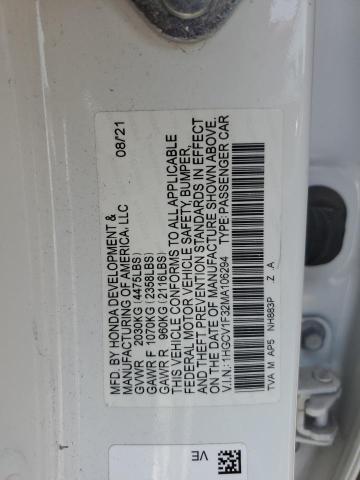 MFD. BY HONDA DEVELOPMENT & 08/21
MANUFACTURING OF AMERICA, LLC
GVWR 2030KG(4475LBS)
GAWR F 1070KG(2358LBS)
GAWR R 960KG(2116LBS)
THIS VEHICLE CONFORMS TO ALL APPLICABLE
FEDERAL MOTOR VEHICLE SAFETY, BUMPER,
AND THEFT PREVENTION STANDARDS IN EFFECT
ON THE DATE OF MANUFACTURE SHOWN ABOVE.
V.I.N.: 1HGCV1F32MA106294 TYPE: PASSENGER CAR
TVA M AP5 NH883P Z A
VE